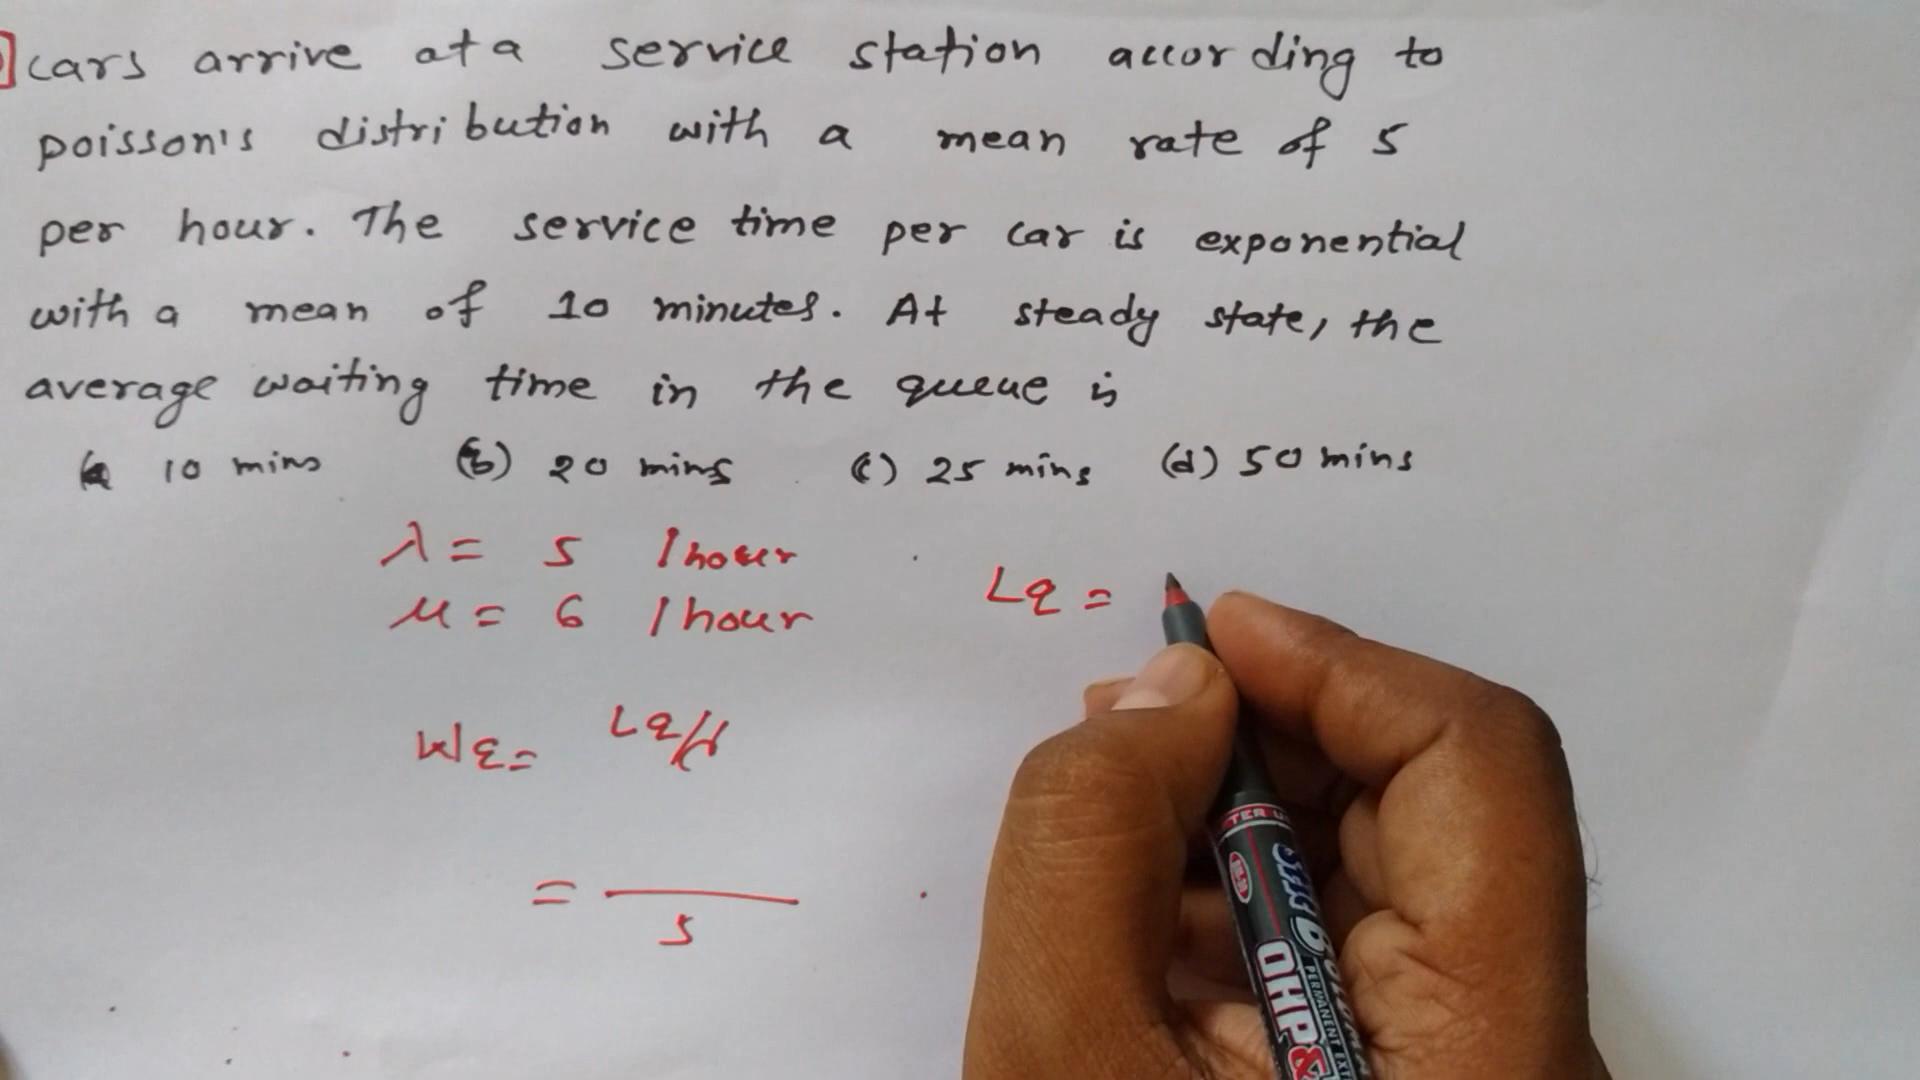 cars arrive at a service station according to
poisson's distribution with a mean rate of 5
per hour. The service time per car is exponential
with a mean of 10 minutes. At steady state, the
average waiting time in the queue is
(a) 10 mins (b) 20 mins (c) 25 mins (d) 50 mins
λ = 5 / hour
μ = 6 / hour
Lq =
Wq = Lq/λ
= 
5
OHP
PERMANENT